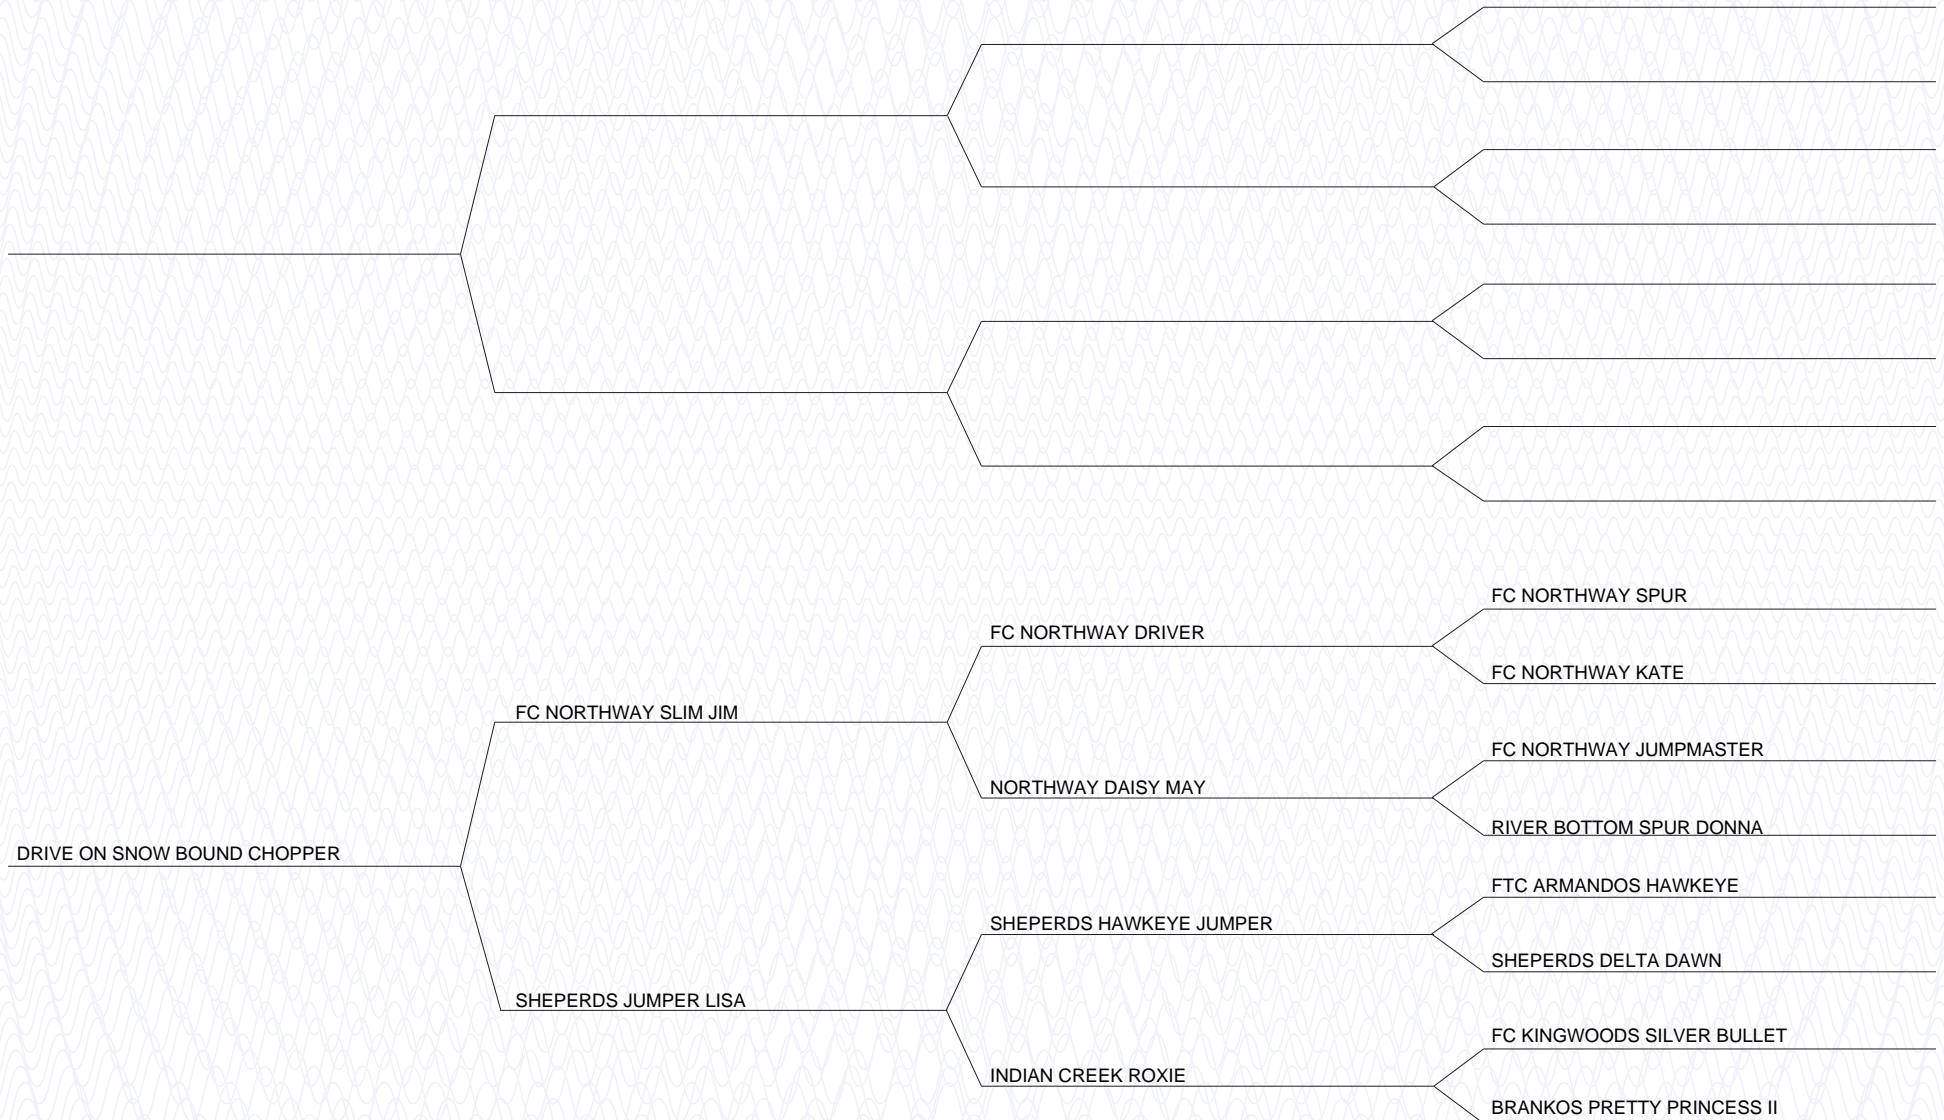 FC NORTHWAY SPUR
FC NORTHWAY DRIVER
FC NORTHWAY KATE
FC NORTHWAY SLIM JIM
FC NORTHWAY JUMPMASTER
NORTHWAY DAISY MAY
RIVER BOTTOM SPUR DONNA
DRIVE ON SNOW BOUND CHOPPER
FTC ARMANDOS HAWKEYE
SHEPERDS HAWKEYE JUMPER
SHEPERDS DELTA DAWN
SHEPERDS JUMPER LISA
FC KINGWOODS SILVER BULLET
INDIAN CREEK ROXIE
BRANKOS PRETTY PRINCESS II